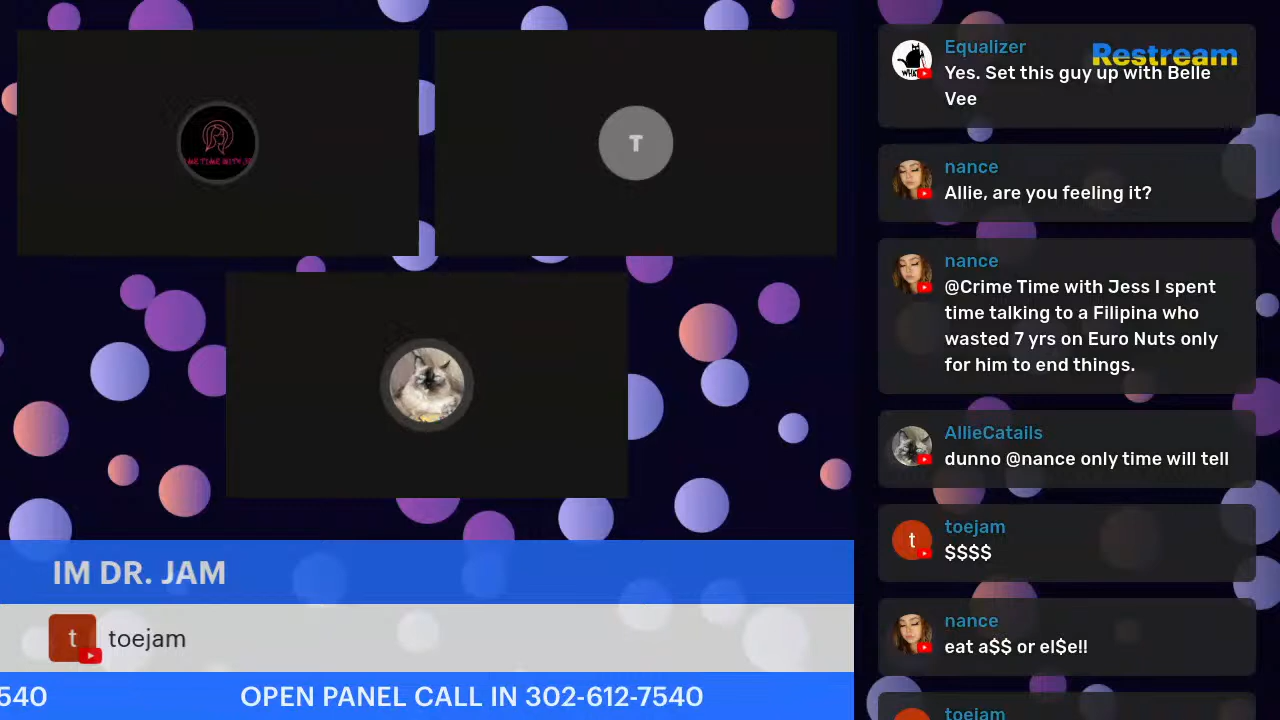 T
IM DR. JAM
t
toejam
540
OPEN PANEL CALL IN 302-612-7540
Restream
Equalizer
Yes. Set this guy up with Belle
Vee
nance
Allie, are you feeling it?
nance
@Crime Time with Jess I spent
time talking to a Filipina who
wasted 7 yrs on Euro Nuts only
for him to end things.
AllieCatails
dunno @nance only time will tell
t
toejam
$$$$
nance
eat a$$ or el$e!!
toejam